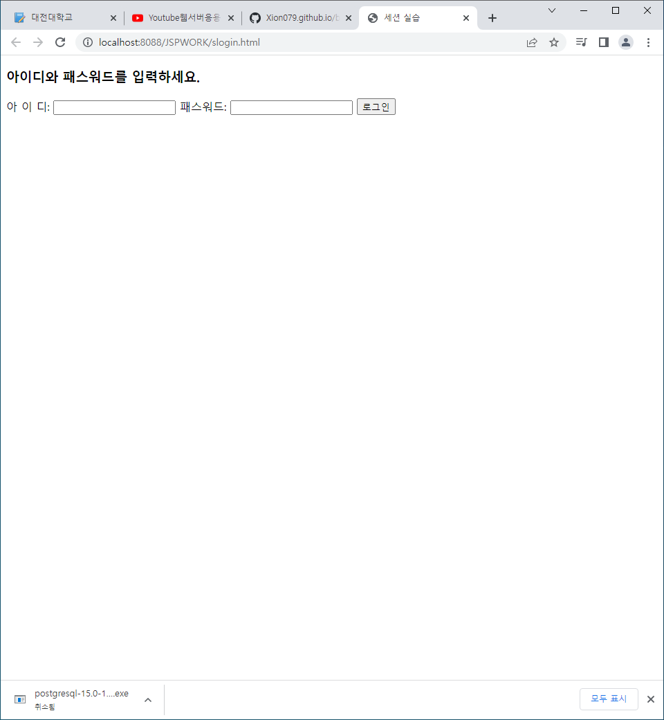 대전대학교
Youtube웹서버응용
Xion079.github.io/
세션 실습
localhost:8088/JSPWORK/slogin.html
아이디와 패스워드를 입력하세요.
아 이 디: 패스워드: 로그인
postgresql-15.0-1....exe
모두 표시
취소됨